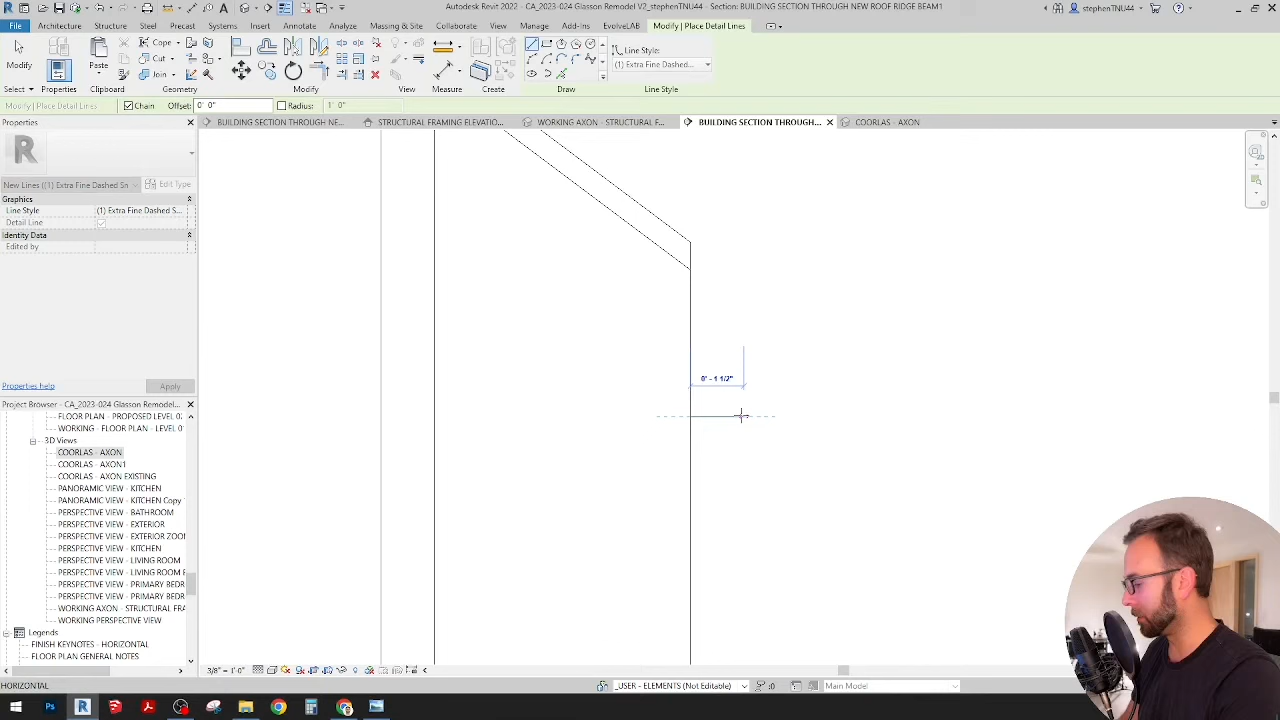 Autodesk Revit 2022 - CA_2023-024 Glasson Remodel V2_stephenTNU44 - Section: BUILDING SECTION THROUGH NEW ROOF RIDGE BEAM1
stephenTNU44
File Architecture Structure Steel Precast Systems Insert Annotate Analyze Massing & Site Collaborate View Manage Add-Ins EvolveLAB Modify | Place Detail Lines
Modify
Paste
Cope
Cut
Join
Line Style:
(1) Extra Fine Dashed...
Select Properties Clipboard Geometry Modify View Measure Create Draw Line Style
Modify | Place Detail Lines Chain Offset: 0' 0" Radius: 1' 0"
Properties
BUILDING SECTION THROUGH NE... STRUCTURAL FRAMING ELEVATIO... WORKING AXON - STRUCTURAL F... BUILDING SECTION THROUGH... COORLAS - AXON
New Lines ((1) Extra Fine Dashed Sn Edit Type
Graphics
Line Style (1) Extra Fine Dashed S...
Detail Line
Identity Data
Edited by
0' - 1 1/2"
Properties help Apply
Project Browser - CA_2023-024 Glasson Remodel...
FLOOR PLAN - PROPOSED LEVEL 02
WORKING - FLOOR PLAN - LEVEL 0
3D Views
COORLAS - AXON
COORLAS - AXON1
COORLAS - AXON EXISTING
PANORAMIC VIEW - KITCHEN
PANORAMIC VIEW - KITCHEN Copy
PERSPECTIVE VIEW - BATHROOM
PERSPECTIVE VIEW - EXTERIOR
PERSPECTIVE VIEW - EXTERIOR ZOO
PERSPECTIVE VIEW - KITCHEN
PERSPECTIVE VIEW - LIVING ROOM
PERSPECTIVE VIEW - LIVING ROOM
PERSPECTIVE VIEW - PRIMARY BEDR
PERSPECTIVE VIEW - PRIMARY BEDR
WORKING AXON - STRUCTURAL FRA
WORKING PERSPECTIVE VIEW
Legends
FINISH KEYNOTES - HORIZONTAL
FLOOR PLAN GENERAL NOTES
3/8" = 1'-0"
HORIZONTAL
_USER - ELEMENTS (Not Editable) :0 Main Model